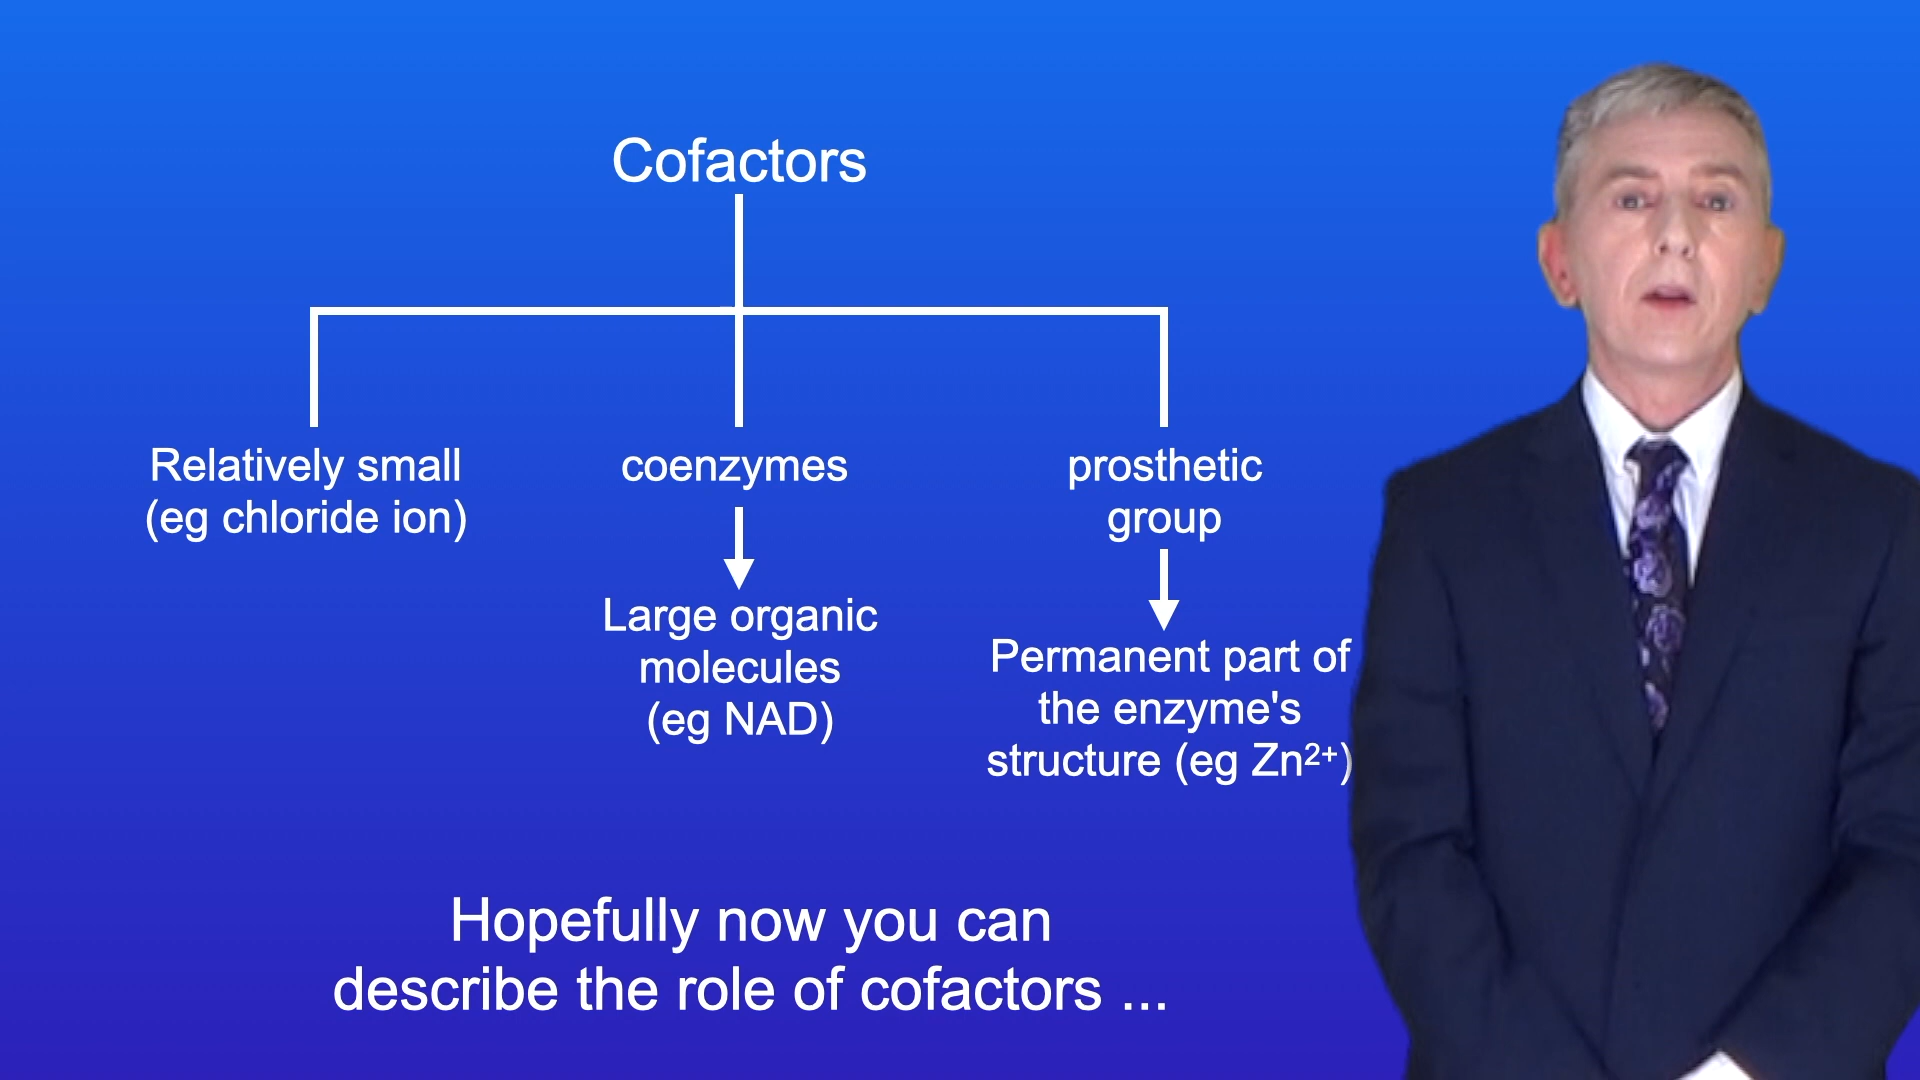 Cofactors
Relatively small
(eg chloride ion)
coenzymes
Large organic
molecules
(eg NAD)
prosthetic
group
Permanent part of
the enzyme's
structure (eg Zn²⁺)
Hopefully now you can
describe the role of cofactors ...